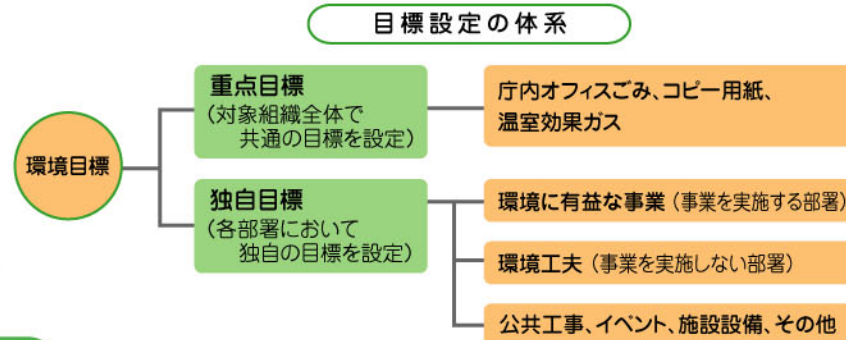 目標設定の体系
環境目標
重点目標
(対象組織全体で
共通の目標を設定)
庁内オフィスごみ、コピー用紙、
温室効果ガス
独自目標
(各部署において
独自の目標を設定)
環境に有益な事業(事業を実施する部署)
環境工夫(事業を実施しない部署)
公共工事、イベント、施設設備、その他